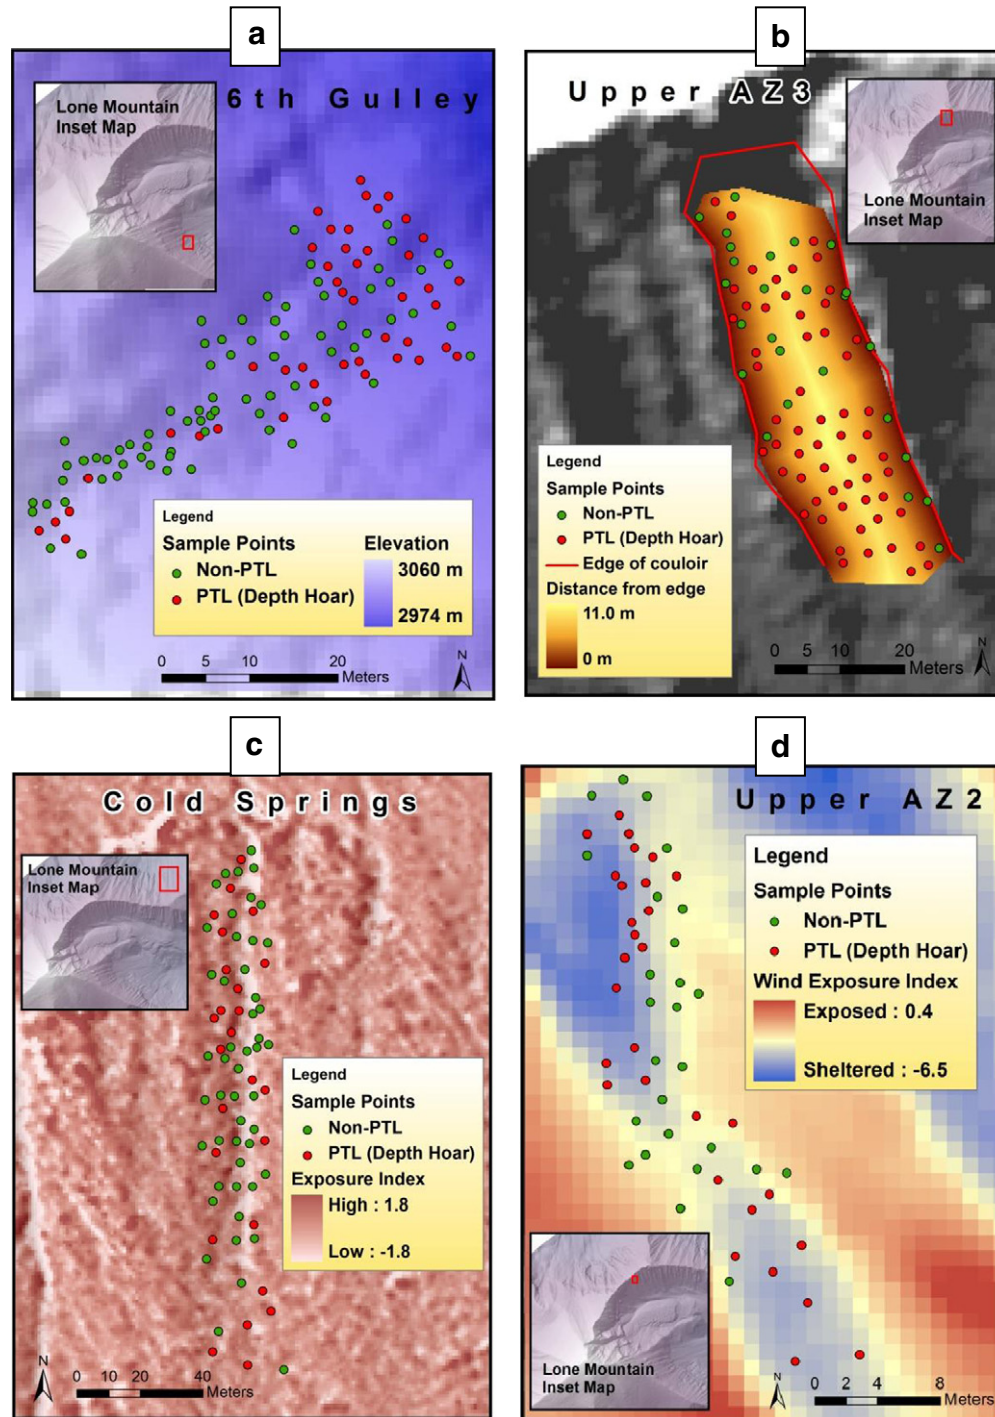 a
6th Gulley
Lone Mountain
Inset Map
Legend
Sample Points
Non-PTL
PTL (Depth Hoar)
Elevation
3060 m
2974 m
0 5 10 20
Meters
N
b
Upper AZ3
Lone Mountain
Inset Map
Legend
Sample Points
Non-PTL
PTL (Depth Hoar)
Edge of couloir
Distance from edge
11.0 m
0 m
0 5 10 20
Meters
N
c
Cold Springs
Lone Mountain
Inset Map
Legend
Sample Points
Non-PTL
PTL (Depth Hoar)
Exposure Index
High : 1.8
Low : -1.8
N
0 10 20 40
Meters
d
Upper AZ2
Legend
Sample Points
Non-PTL
PTL (Depth Hoar)
Wind Exposure Index
Exposed : 0.4
Sheltered : -6.5
Lone Mountain
Inset Map
N
0 2 4 8
Meters